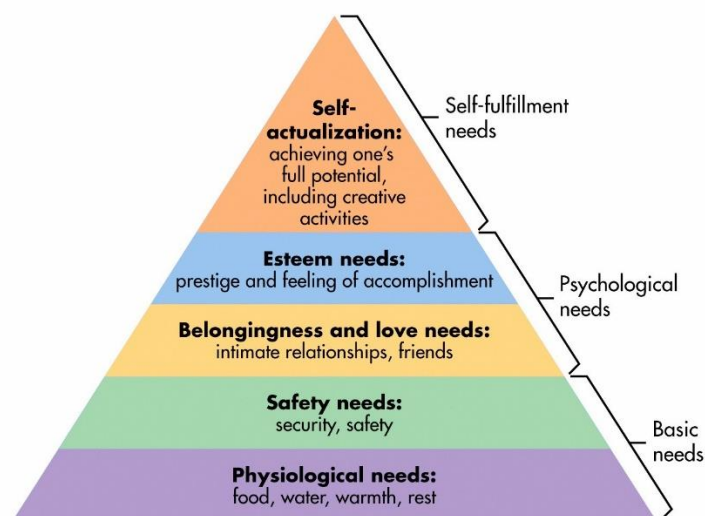 Self-
actualization:
achieving one's
full potential,
including creative
activities
Self-fulfillment
needs
Esteem needs:
prestige and feeling of accomplishment
Psychological
needs
Belongingness and love needs:
intimate relationships, friends
Safety needs:
security, safety
Basic
needs
Physiological needs:
food, water, warmth, rest